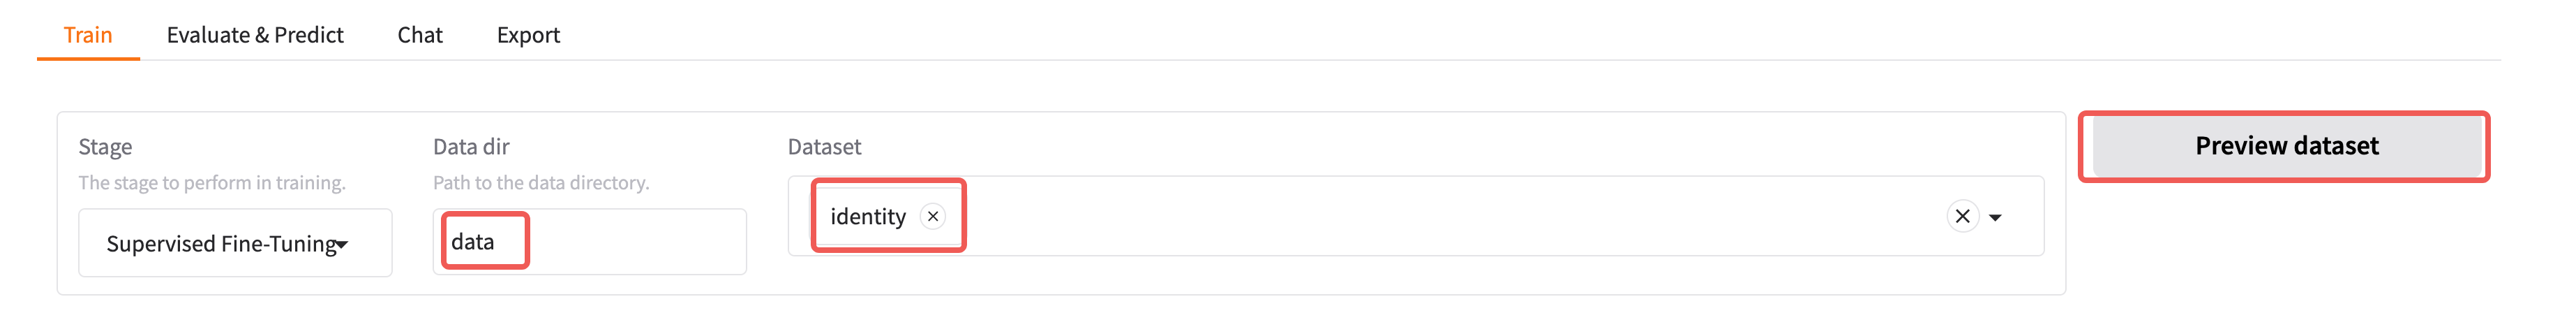 Train Evaluate & Predict Chat Export
Stage
The stage to perform in training.
Supervised Fine-Tuning
Data dir
Path to the data directory.
data
Dataset
identity
Preview dataset